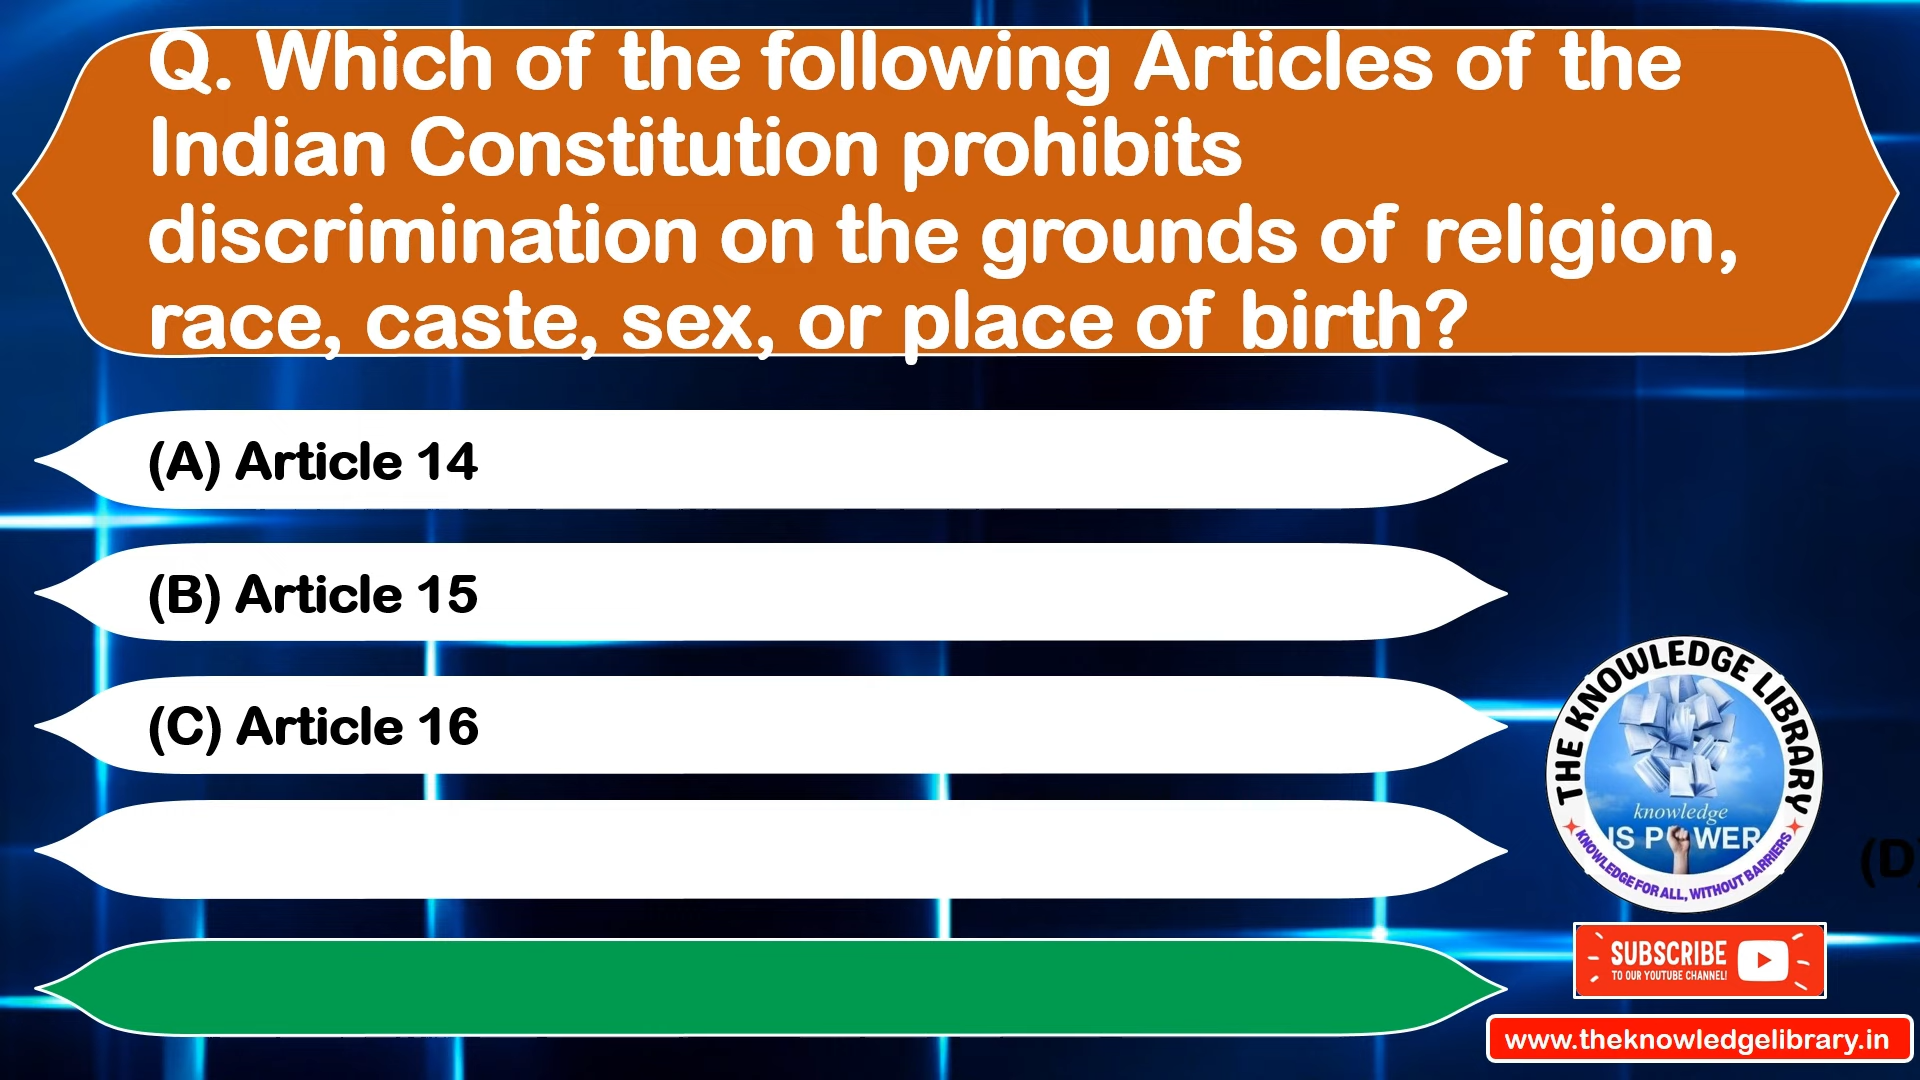 Q. Which of the following Articles of the
Indian Constitution prohibits
discrimination on the grounds of religion,
race, caste, sex, or place of birth?
(A) Article 14
(B) Article 15
(C) Article 16
(D)
THE KNOWLEDGE LIBRARY
knowledge
IS POWER
KNOWLEDGE FOR ALL, WITHOUT BARRIERS
SUBSCRIBE
TO OUR YOUTUBE CHANNEL!
www.theknowledgelibrary.in